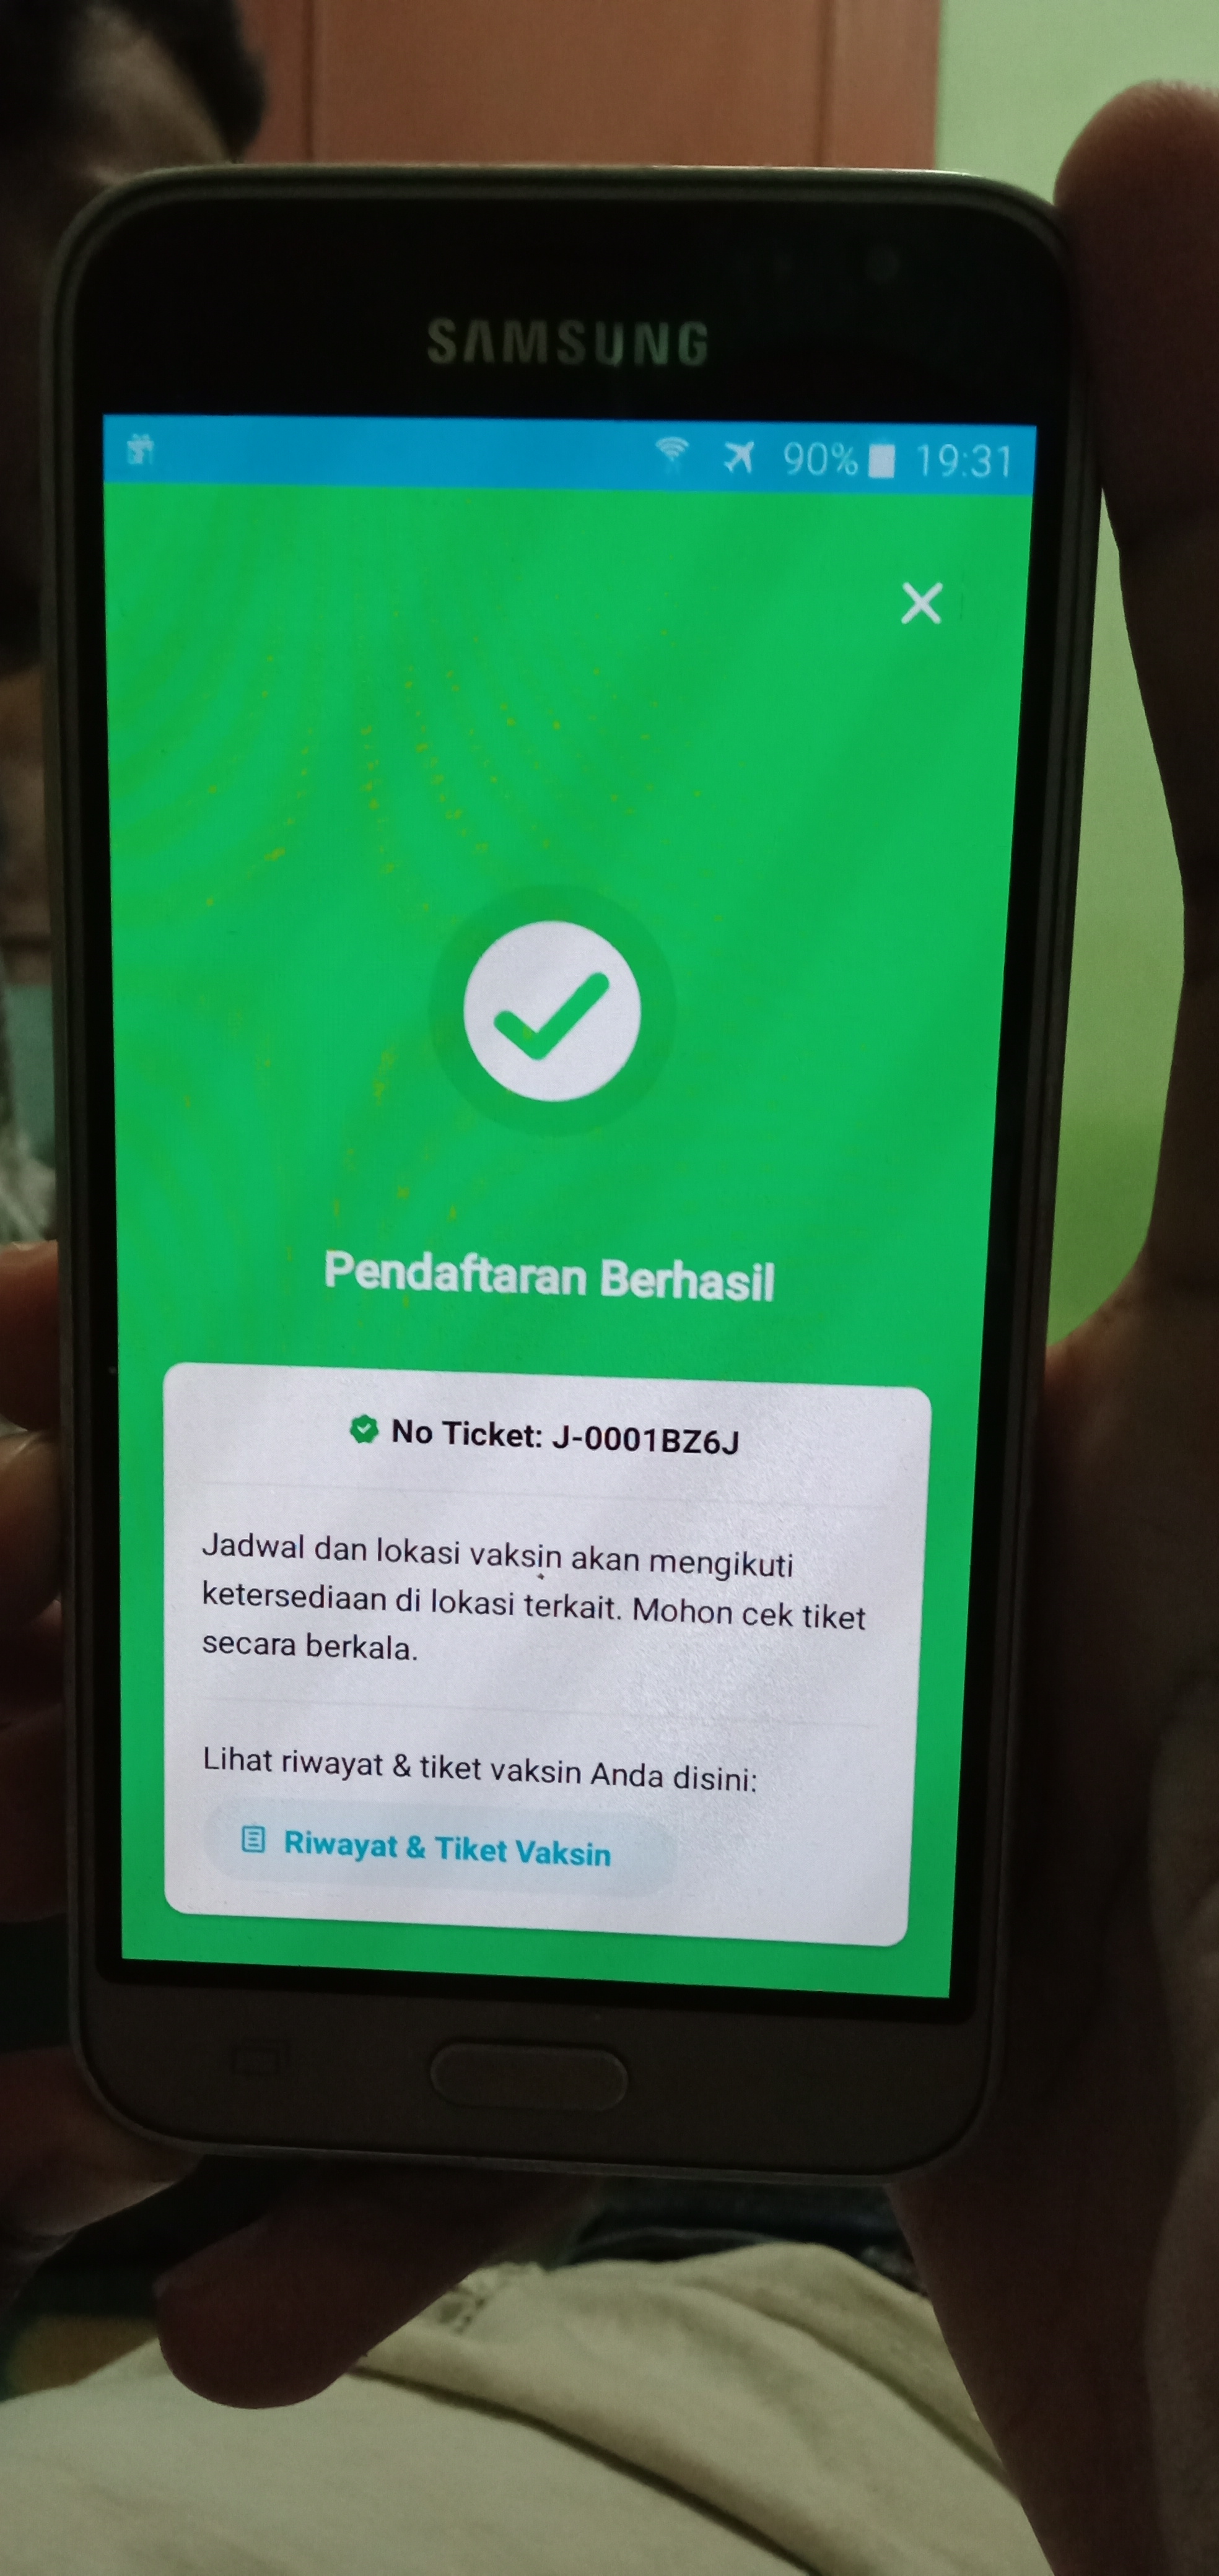 SAMSUNG
90% 19:31
Pendaftaran Berhasil
No Ticket: J-0001BZ6J
Jadwal dan lokasi vaksin akan mengikuti
ketersediaan di lokasi terkait. Mohon cek tiket
secara berkala.
Lihat riwayat & tiket vaksin Anda disini:
Riwayat & Tiket Vaksin